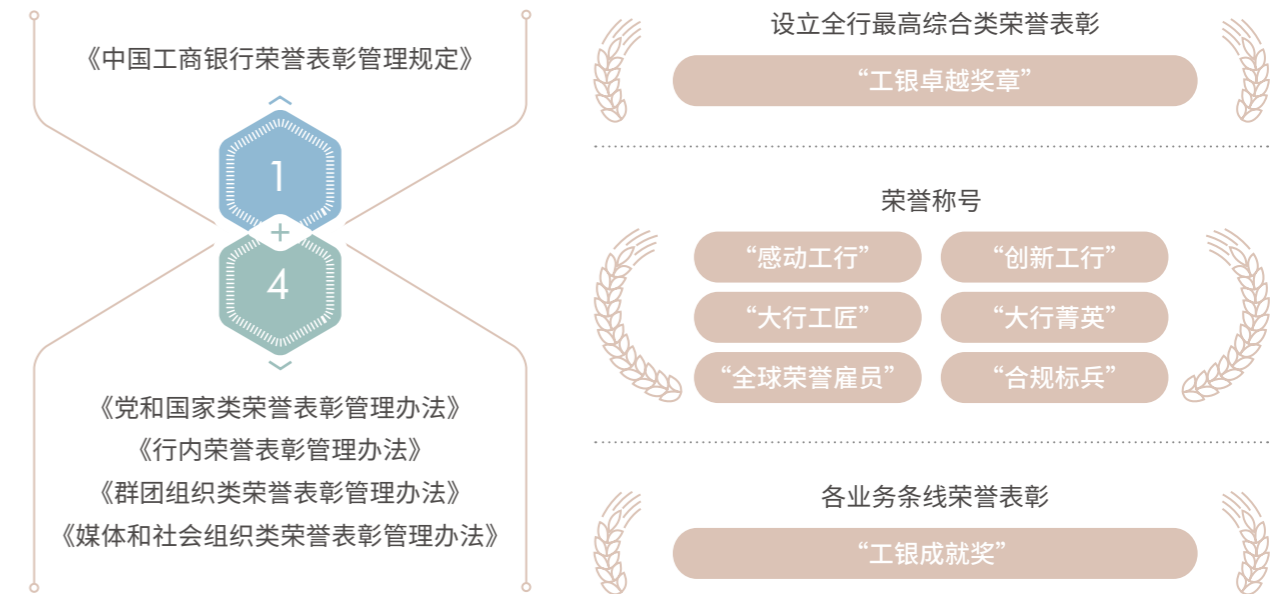 《中国工商银行荣誉表彰管理规定》
1
+
4
《党和国家类荣誉表彰管理办法》
《行内荣誉表彰管理办法》
《群团组织类荣誉表彰管理办法》
《媒体和社会组织类荣誉表彰管理办法》
设立全行最高综合类荣誉表彰
“工银卓越奖章”
荣誉称号
“感动工行” “创新工行”
“大行工匠” “大行菁英”
“全球荣誉雇员” “合规标兵”
各业务条线荣誉表彰
“工银成就奖”